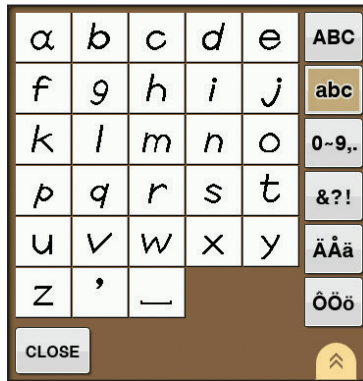 a b c d e ABC
f g h i j abc
k l m n o 0~9,.
p q r s t &?!
u v w x y ÄÅä
z ’ ÔÖö
CLOSE